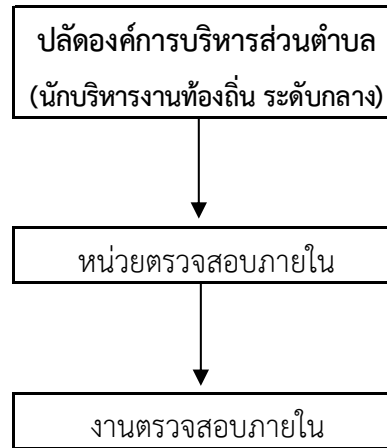 ปลัดองค์การบริหารส่วนตำบล
(นักบริหารงานท้องถิ่น ระดับกลาง)
หน่วยตรวจสอบภายใน
งานตรวจสอบภายใน